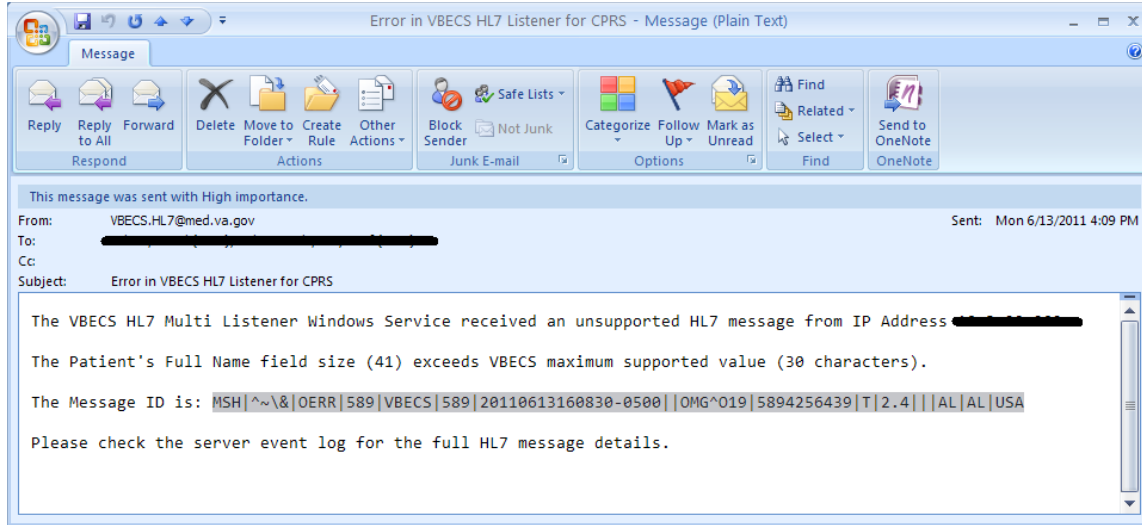 Error in VBECS HL7 Listener for CPRS - Message (Plain Text)
Message
Reply
Reply to All
Forward
Respond
Delete
Move to Folder
Create Rule
Other Actions
Actions
Block Sender
Safe Lists
Not Junk
Junk E-mail
Categorize
Follow Up
Mark as Unread
Options
Find
Related
Select
Find
Send to OneNote
OneNote
This message was sent with High importance.
From: VBECS.HL7@med.va.gov Sent: Mon 6/13/2011 4:09 PM
To:
Cc:
Subject: Error in VBECS HL7 Listener for CPRS
The VBECS HL7 Multi Listener Windows Service received an unsupported HL7 message from IP Address
The Patient's Full Name field size (41) exceeds VBECS maximum supported value (30 characters).
The Message ID is: MSH|^~\&|OERR|589|VBECS|589|20110613160830-0500||OMG^O19|5894256439|T|2.4|||AL|AL|USA
Please check the server event log for the full HL7 message details.